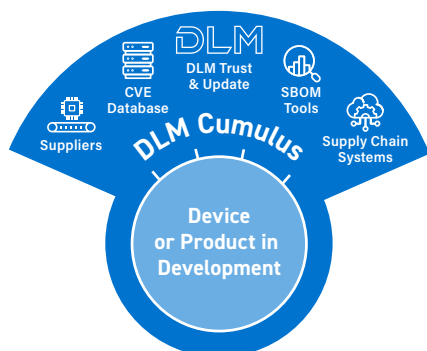 DLM
DLM Trust
& Update
CVE
Database
SBOM
Tools
Suppliers
Supply Chain
Systems
DLM Cumulus
Device
or Product in
Development